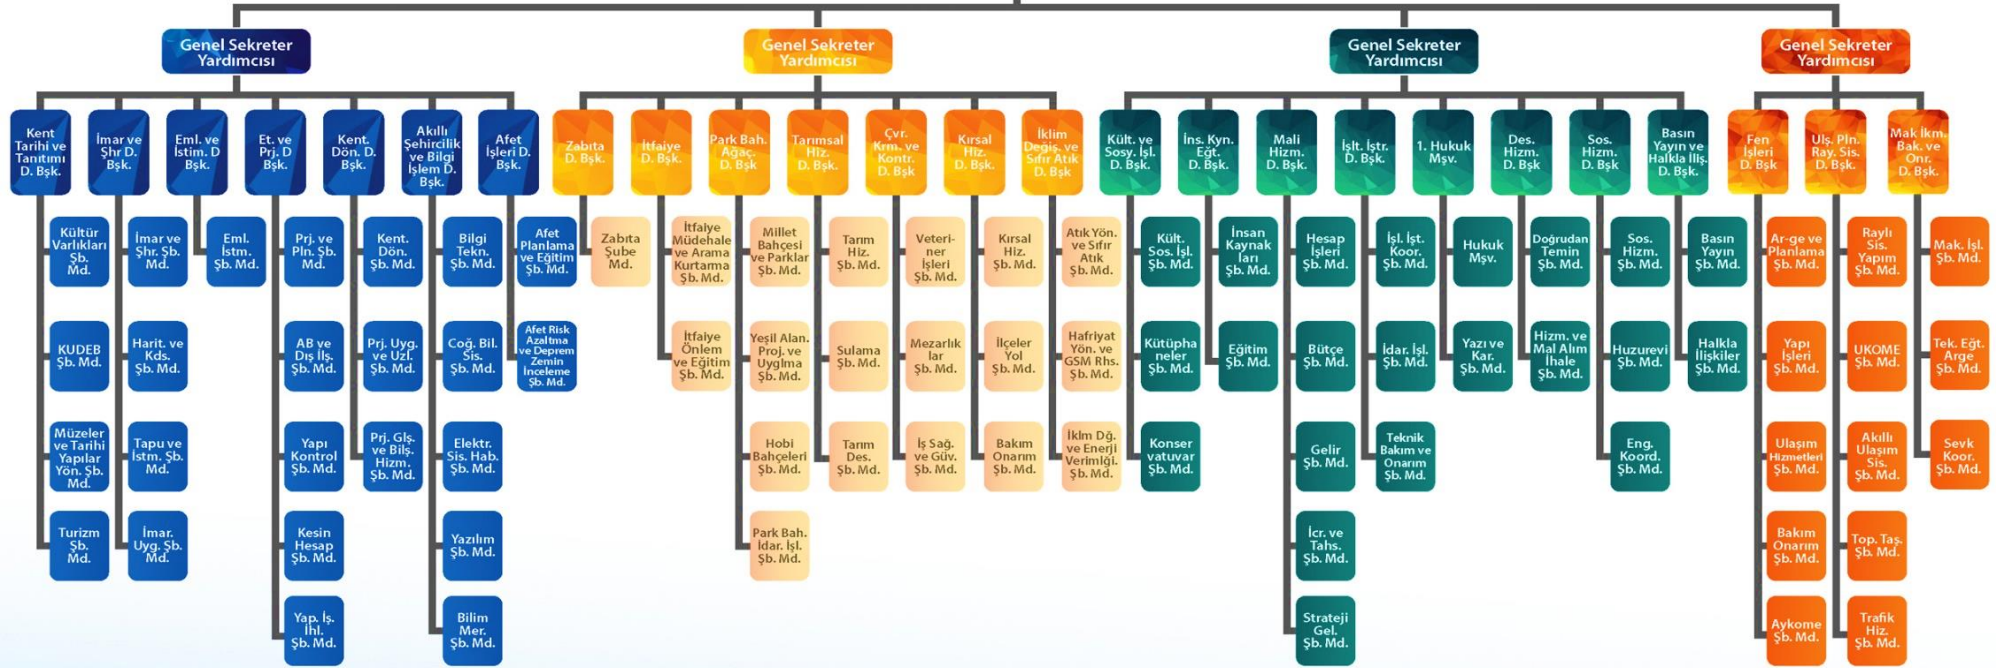 Genel Sekreter
Yardımcısı
Genel Sekreter
Yardımcısı
Genel Sekreter
Yardımcısı
Genel Sekreter
Yardımcısı
Kent
Tarihi ve
Tanıtımı
D. Bşk.
İmar ve
Şhr D.
Bşk.
Eml. ve
İstim. D
Bşk.
Et. ve
Prj. D
Bşk.
Kent.
Dön. D.
Bşk.
Akıllı
Şehircilik
ve Bilgi
İşlem D.
Bşk.
Afet
İşleri D.
Bşk.
Zabıta
D. Bşk.
İtfaiye
D. Bşk.
Park Bah.
Ağaç.
D. Bşk
Tarımsal
Hiz.
D. Bşk.
Çvr.
Krm. ve
Kontr.
D. Bşk
Kırsal
Hiz.
D. Bşk.
İklim
Değiş. ve
Sıfır Atık
D. Bşk
Kült. ve
Sosy. İşl.
D. Bşk.
İns. Kyn.
Eğt.
D. Bşk.
Mali
Hizm.
D. Bşk.
İşlt. İştr.
D. Bşk.
1. Hukuk
Mşv.
Des.
Hizm.
D. Bşk.
Sos.
Hizm.
D. Bşk.
Basın
Yayın ve
Halkla İliş.
D. Bşk.
Fen
İşleri
D. Bşk
Ulş. Pln.
Ray. Sis.
D. Bşk.
Mak İkm.
Bak. ve
Onr.
D. Bşk.
Kültür
Varlıkları
Şb.
Md.
İmar ve
Şhr. Şb.
Md.
Eml.
İstm.
Şb. Md.
Prj. ve
Pln. Şb.
Md.
Kent.
Dön.
Şb. Md.
Bilgi
Tekn.
Şb. Md.
Afet
Planlama
ve Eğitim
Şb. Md.
Zabıta
Şube
Md.
İtfaiye
Müdehale
ve Arama
Kurtarma
Şb. Md.
Millet
Bahçesi
ve Parklar
Şb. Md.
Tarım
Hiz.
Şb. Md.
Veteri-
ner
İşleri
Şb. Md.
Kırsal
Hiz.
Şb. Md.
Atık Yön.
ve Sıfır
Atık
Şb. Md.
Kült.
Sos. İşl.
Şb. Md.
İnsan
Kaynak
ları
Şb. Md.
Hesap
İşleri
Şb. Md.
İşl. İşt.
Koor.
Şb. Md.
Hukuk
Mşv.
Doğrudan
Temin
Şb. Md.
Sos.
Hizm.
Şb. Md.
Basın
Yayın
Şb. Md.
Ar-ge ve
Planlama
Şb. Md.
Raylı
Sis.
Yapım
Şb. Md.
Mak. İşl.
Şb. Md.
KUDEB
Şb. Md.
Harit. ve
Kds.
Şb. Md.
AB ve
Dış İlş.
Şb. Md.
Prj. Uyg.
ve Uzl.
Şb. Md.
Coğ. Bil.
Sis.
Şb. Md.
Afet Risk
Azaltma
ve Deprem
Zemin
İnceleme
Şb. Md.
İtfaiye
Önlem
ve Eğitim
Şb. Md.
Yeşil Alan.
Proj. ve
Uyglma
Şb. Md.
Sulama
Şb. Md.
Mezarlık
lar
Şb. Md.
İlçeler
Yol
Şb. Md.
Hafriyat
Yön. ve
GSM Rhs.
Şb. Md.
Kütüpha
neler
Şb. Md.
Eğitim
Şb. Md.
Bütçe
Şb. Md.
İdar. İşl.
Şb. Md.
Yazı ve
Kar.
Şb. Md.
Hizm. ve
Mal Alım
İhale
Şb. Md.
Huzurevi
Şb. Md.
Halkla
İlişkiler
Şb. Md.
Yapı
İşleri
Şb. Md.
UKOME
Şb. Md.
Tek. Eğt.
Arge
Şb. Md.
Müzeler
ve Tarihi
Yapılar
Yön. Şb.
Md.
Tapu ve
İstm. Şb.
Md.
Yapı
Kontrol
Şb. Md.
Prj. Glş.
ve Bilş.
Hizm.
Şb. Md.
Elektr.
Sis. Hab.
Şb. Md.
Hobi
Bahçeleri
Şb. Md.
Tarım
Des.
Şb. Md.
İş Sağ.
ve Güv.
Şb. Md.
Bakım
Onarım
Şb. Md.
İklm Dğ.
ve Enerji
Verimlği.
Şb. Md.
Konser
vatuvar
Şb. Md.
Gelir
Şb. Md.
Teknik
Bakım ve
Onarım
Şb. Md.
Eng.
Koord.
Şb. Md.
Ulaşım
Hizmetleri
Şb. Md.
Akıllı
Ulaşım
Sis.
Şb. Md.
Sevk
Koor.
Şb. Md.
Turizm
Şb.
Md.
İmar.
Uyg. Şb.
Md.
Kesin
Hesap
Şb. Md.
Yazılım
Şb. Md.
Park Bah.
İdar. İşl.
Şb. Md.
İcr. ve
Tahs.
Şb. Md.
Bakım
Onarım
Şb. Md.
Top. Taş.
Şb. Md.
Yap. İş.
İhl.
Şb. Md.
Bilim
Mer.
Şb. Md.
Strateji
Gel.
Şb. Md.
Aykome
Şb. Md.
Trafik
Hiz.
Şb. Md.